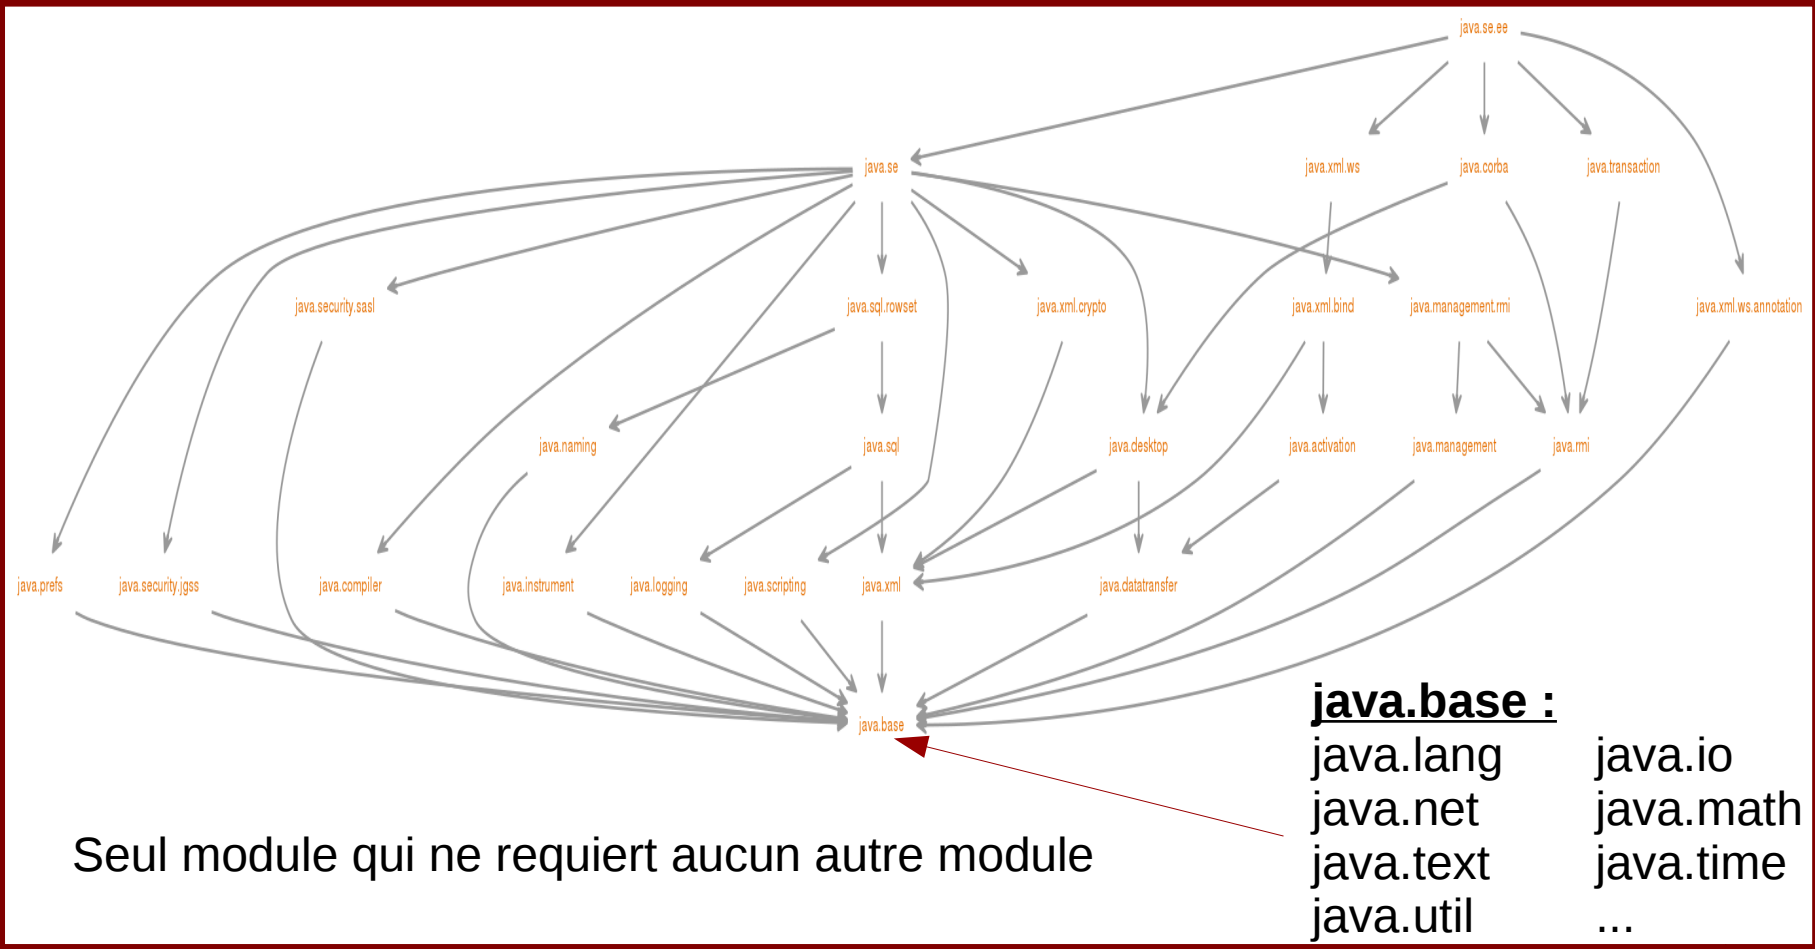 java.se.ee
java.se
java.xml.ws
java.corba
java.transaction
java.security.sasl
java.sql.rowset
java.xml.crypto
java.xml.bind
java.management.rmi
java.xml.ws.annotation
java.naming
java.sql
java.desktop
java.activation
java.management
java.rmi
java.prefs
java.security.jgss
java.compiler
java.instrument
java.logging
java.scripting
java.xml
java.datatransfer
java.base
java.base :
java.lang java.io
java.net java.math
java.text java.time
java.util ...
Seul module qui ne requiert aucun autre module